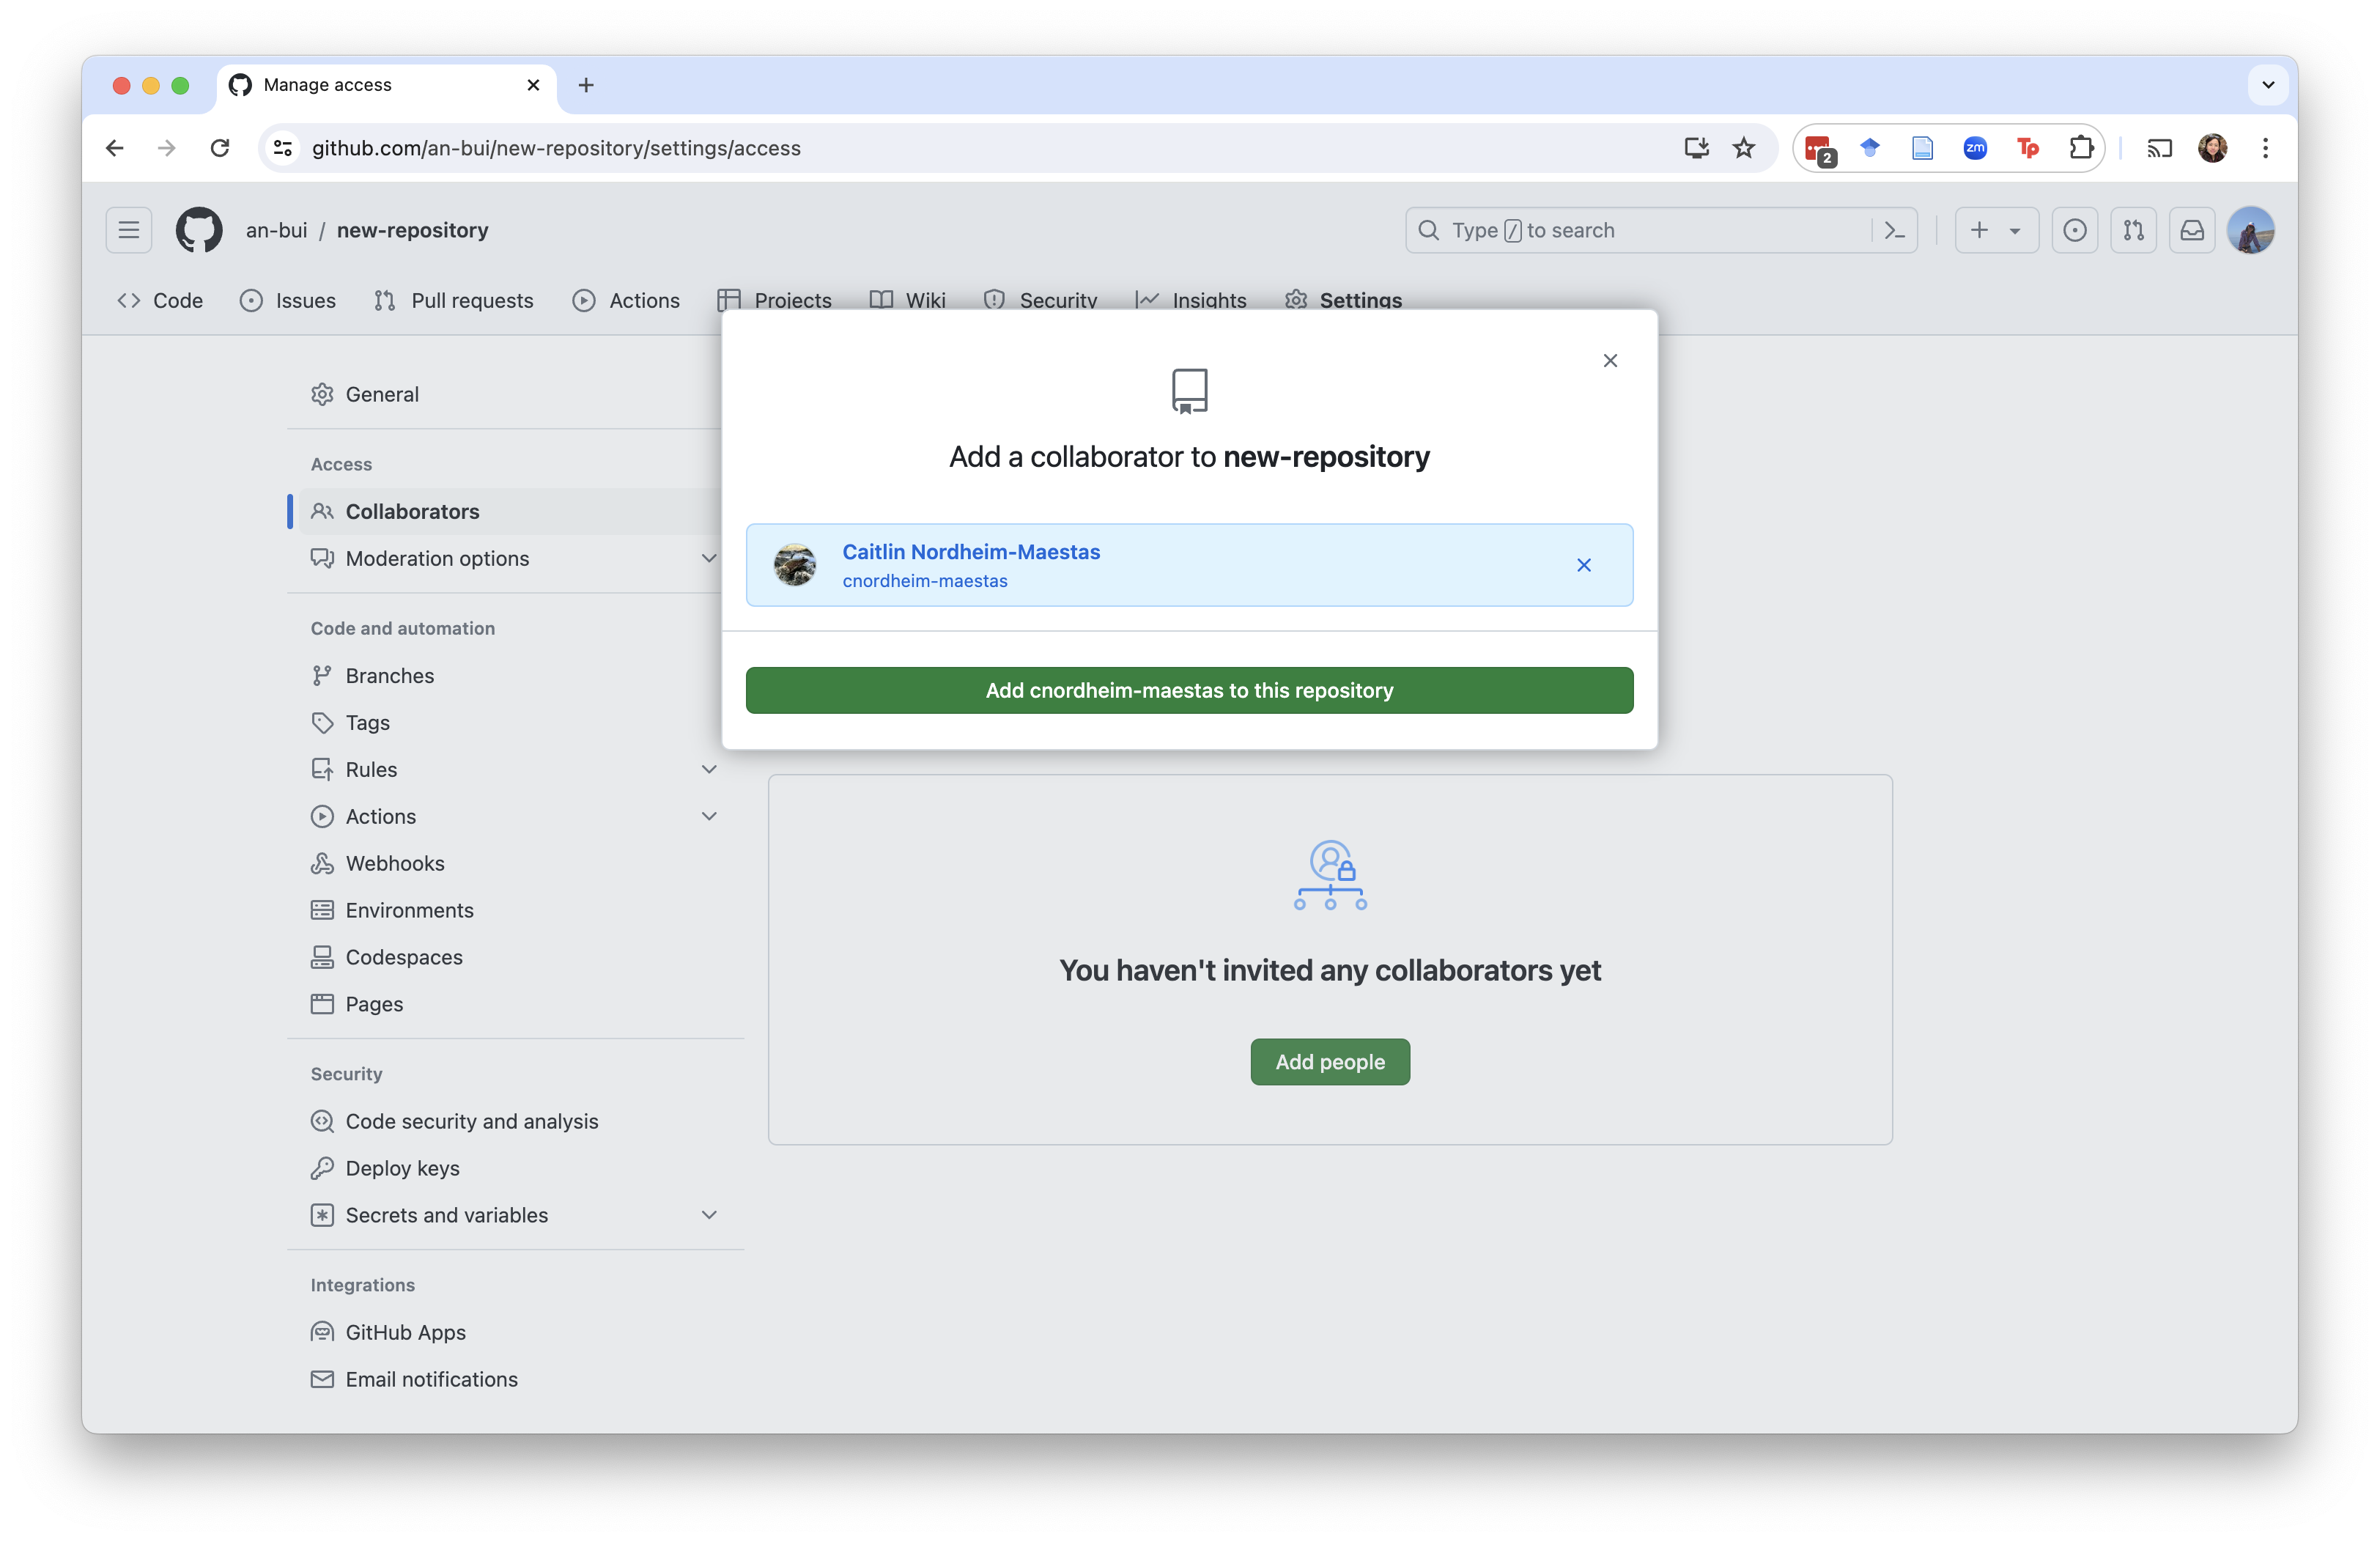 Manage access
github.com/an-bui/new-repository/settings/access
2
zm
Tp
an-bui / new-repository
Type / to search
Code
Issues
Pull requests
Actions
Projects
Wiki
Security
Insights
Settings
Add a collaborator to new-repository
Caitlin Nordheim-Maestas
cnordheim-maestas
Add cnordheim-maestas to this repository
General
Access
Collaborators
Moderation options
Code and automation
Branches
Tags
Rules
Actions
Webhooks
Environments
Codespaces
Pages
Security
Code security and analysis
Deploy keys
Secrets and variables
Integrations
GitHub Apps
Email notifications
You haven't invited any collaborators yet
Add people